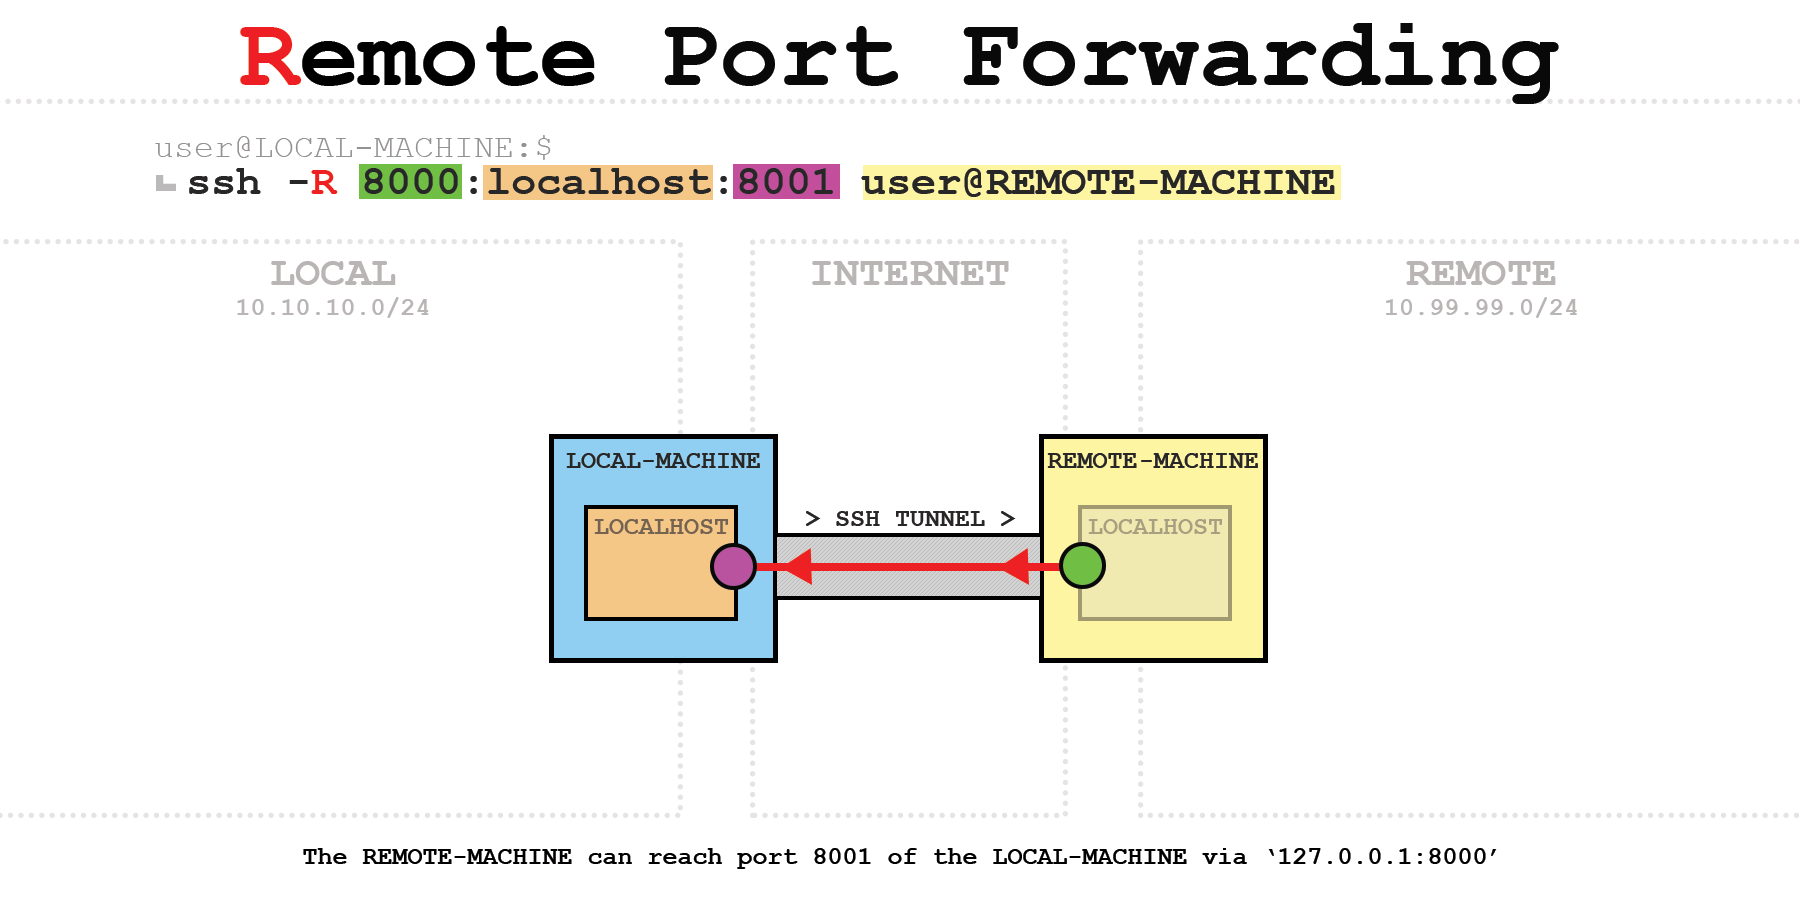 Remote Port Forwarding
user@LOCAL-MACHINE:$
ssh -R 8000:localhost:8001 user@REMOTE-MACHINE
LOCAL
10.10.10.0/24
INTERNET
REMOTE
10.99.99.0/24
LOCAL-MACHINE
LOCALHOST
> SSH TUNNEL >
REMOTE-MACHINE
LOCALHOST
The REMOTE-MACHINE can reach port 8001 of the LOCAL-MACHINE via ‘127.0.0.1:8000’